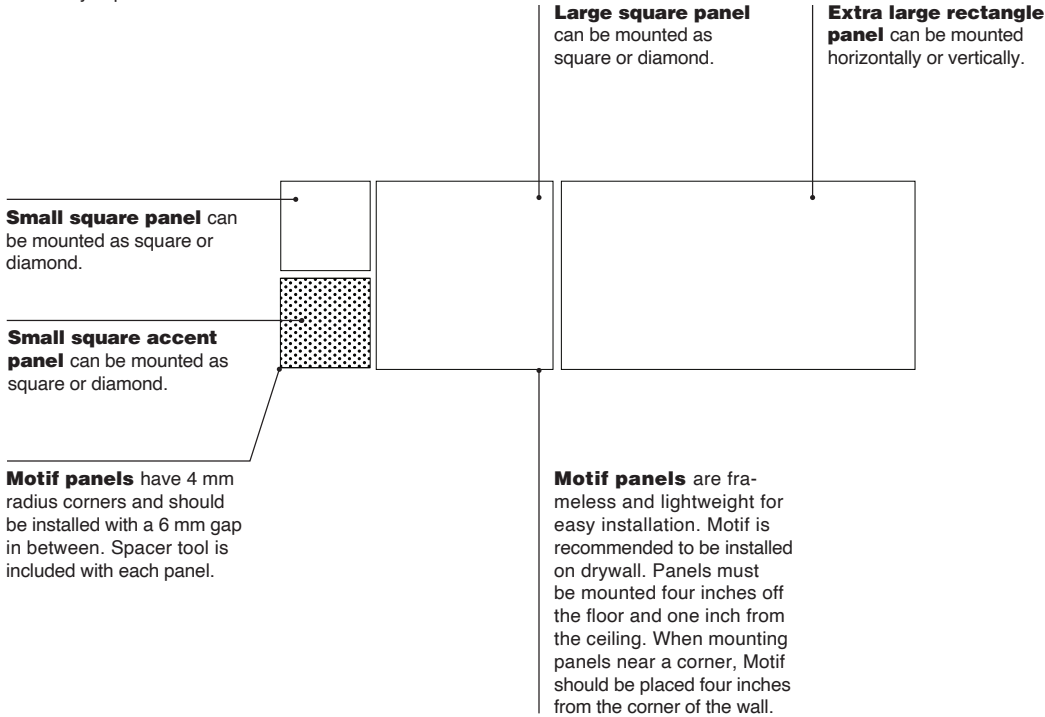 Large square panel
can be mounted as
square or diamond.
Extra large rectangle
panel can be mounted
horizontally or vertically.
Small square panel can
be mounted as square or
diamond.
Small square accent
panel can be mounted as
square or diamond.
Motif panels have 4 mm
radius corners and should
be installed with a 6 mm gap
in between. Spacer tool is
included with each panel.
Motif panels are fra-
meless and lightweight for
easy installation. Motif is
recommended to be installed
on drywall. Panels must
be mounted four inches off
the floor and one inch from
the ceiling. When mounting
panels near a corner, Motif
should be placed four inches
from the corner of the wall.